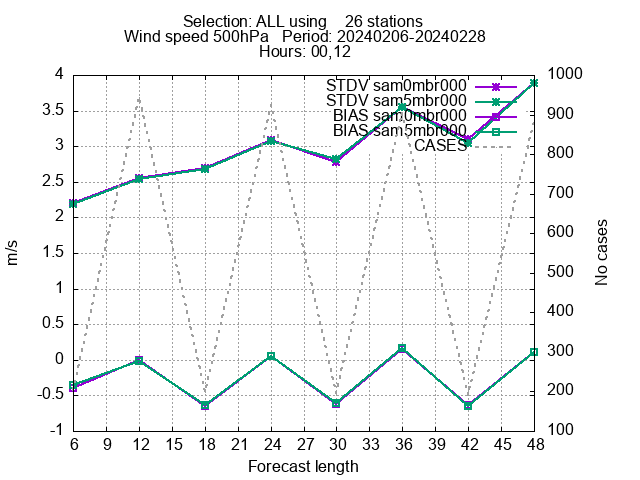 Selection: ALL using    26 stations
Wind speed 500hPa   Period: 20240206-20240228
Hours: 00,12
STDV sam0mbr000
STDV sam5mbr000
BIAS sam0mbr000
BIAS sam5mbr000
CASES
4
3.5
3
2.5
2
1.5
1
0.5
0
-0.5
-1
1000
900
800
700
600
500
400
300
200
100
m/s
No cases
6 9 12 15 18 21 24 27 30 33 36 39 42 45 48
Forecast length